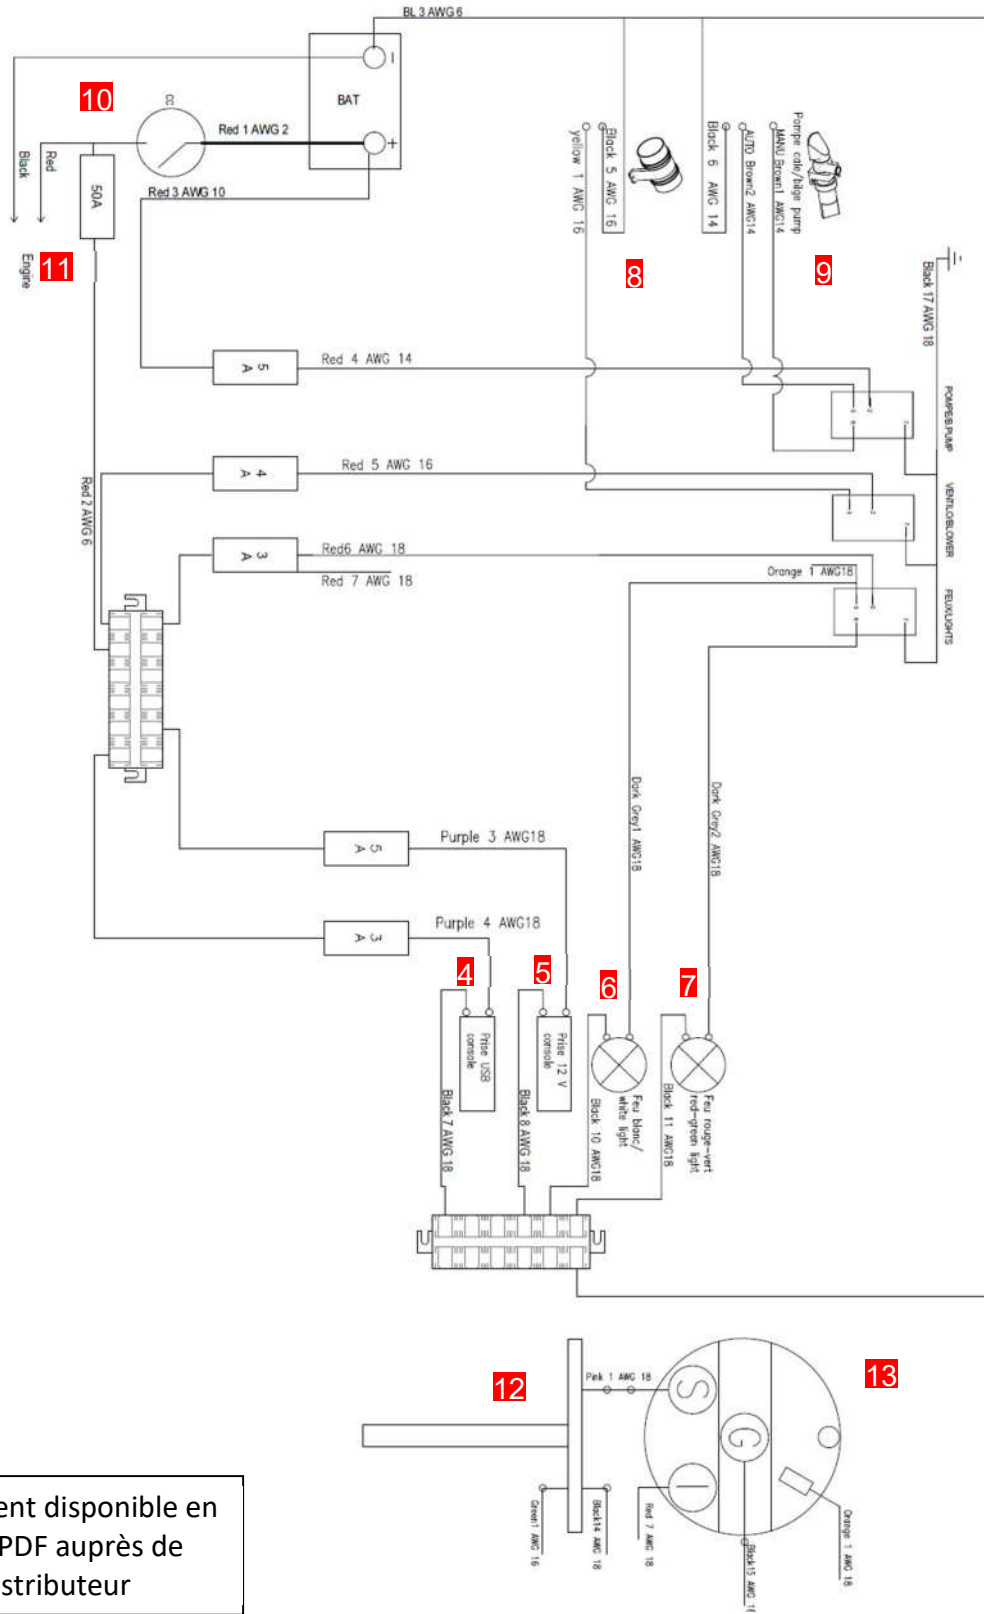 BL 3 AWG 6
BAT
-
+
10
CC
Red 1 AWG 2
Red 3 AWG 10
Red
Black
50A
11
Engine
Red 2 AWG 6
yellow 1 AWG 16
Black 5 AWG 16
8
Black 6 AWG 14
AUTO Brown2 AWG14
MANU Brown1 AWG14
Pompe cale/bilge pump
9
Black 17 AWG 18
5 A
Red 4 AWG 14
POMPE/B.PUMP
4 A
Red 5 AWG 16
VENTILO/BLOWER
3 A
Red6 AWG 18
Red 7 AWG 18
Orange 1 AWG18
FEUX/LIGHTS
Dark Grey1 AWG18
Dark Grey2 AWG18
5 A
Purple 3 AWG18
3 A
Purple 4 AWG18
4
5
6
7
Prise USB
console
Prise 12 V
console
Feu blanc/
white light
Feu rouge-vert
red-green light
Black 7 AWG 18
Black 8 AWG 18
Black 10 AWG18
Black 11 AWG18
12
Pink 1 AWG 18
13
S
G
I
Green1 AWG 16
Black14 AWG 18
Red 7 AWG 18
Black15 AWG
Orange 1 AWG 18
ent disponible en
PDF auprès de
stributeur